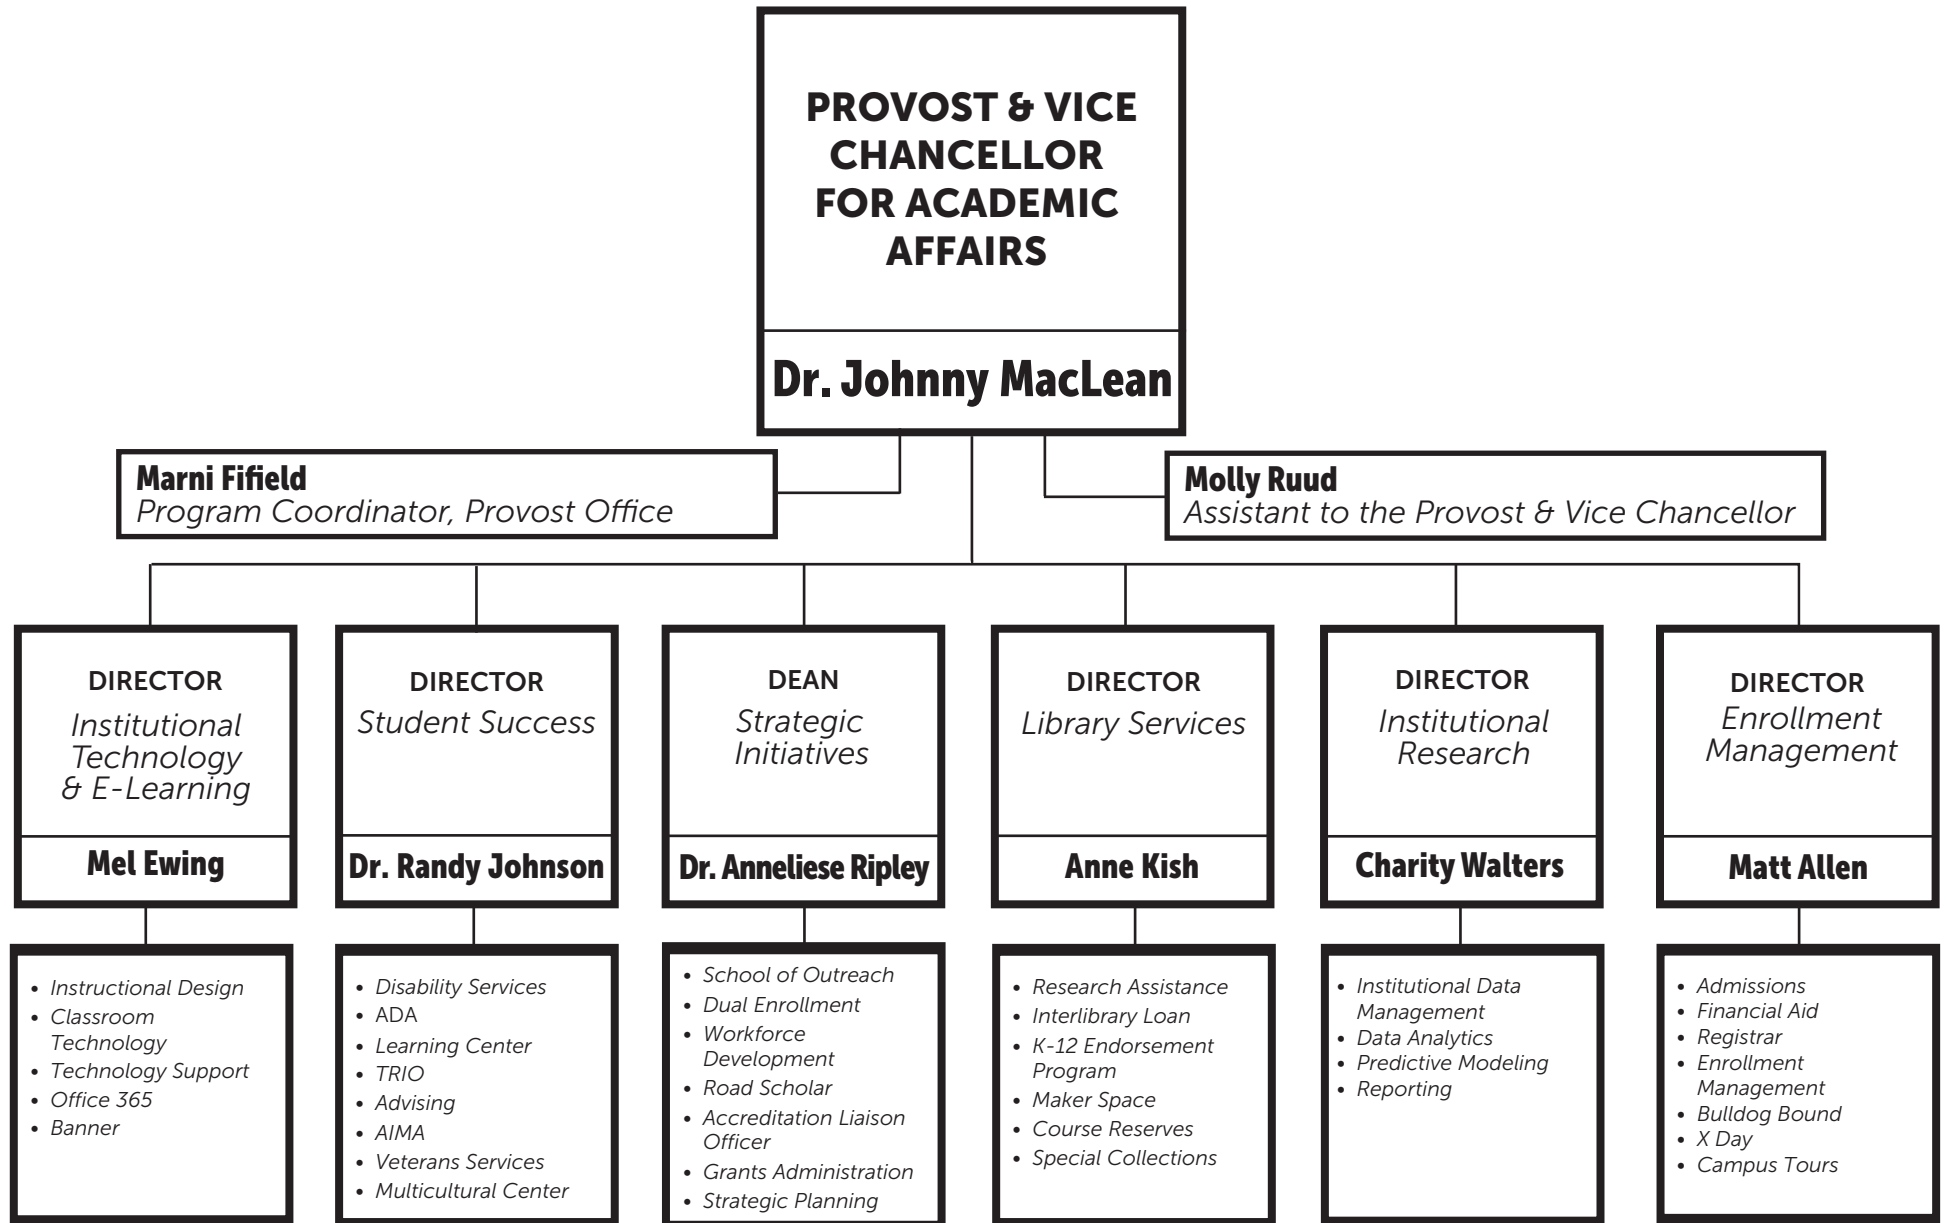 PROVOST & VICE
CHANCELLOR
FOR ACADEMIC
AFFAIRS
Dr. Johnny MacLean
Marni Fifield
Program Coordinator, Provost Office
Molly Ruud
Assistant to the Provost & Vice Chancellor
DIRECTOR
Institutional
Technology
& E-Learning
Mel Ewing
DIRECTOR
Student Success
Dr. Randy Johnson
DEAN
Strategic
Initiatives
Dr. Anneliese Ripley
DIRECTOR
Library Services
Anne Kish
DIRECTOR
Institutional
Research
Charity Walters
DIRECTOR
Enrollment
Management
Matt Allen
• Instructional Design
• Classroom
Technology
• Technology Support
• Office 365
• Banner
• Disability Services
• ADA
• Learning Center
• TRIO
• Advising
• AIMA
• Veterans Services
• Multicultural Center
• School of Outreach
• Dual Enrollment
• Workforce
Development
• Road Scholar
• Accreditation Liaison
Officer
• Grants Administration
• Strategic Planning
• Research Assistance
• Interlibrary Loan
• K-12 Endorsement
Program
• Maker Space
• Course Reserves
• Special Collections
• Institutional Data
Management
• Data Analytics
• Predictive Modeling
• Reporting
• Admissions
• Financial Aid
• Registrar
• Enrollment
Management
• Bulldog Bound
• X Day
• Campus Tours